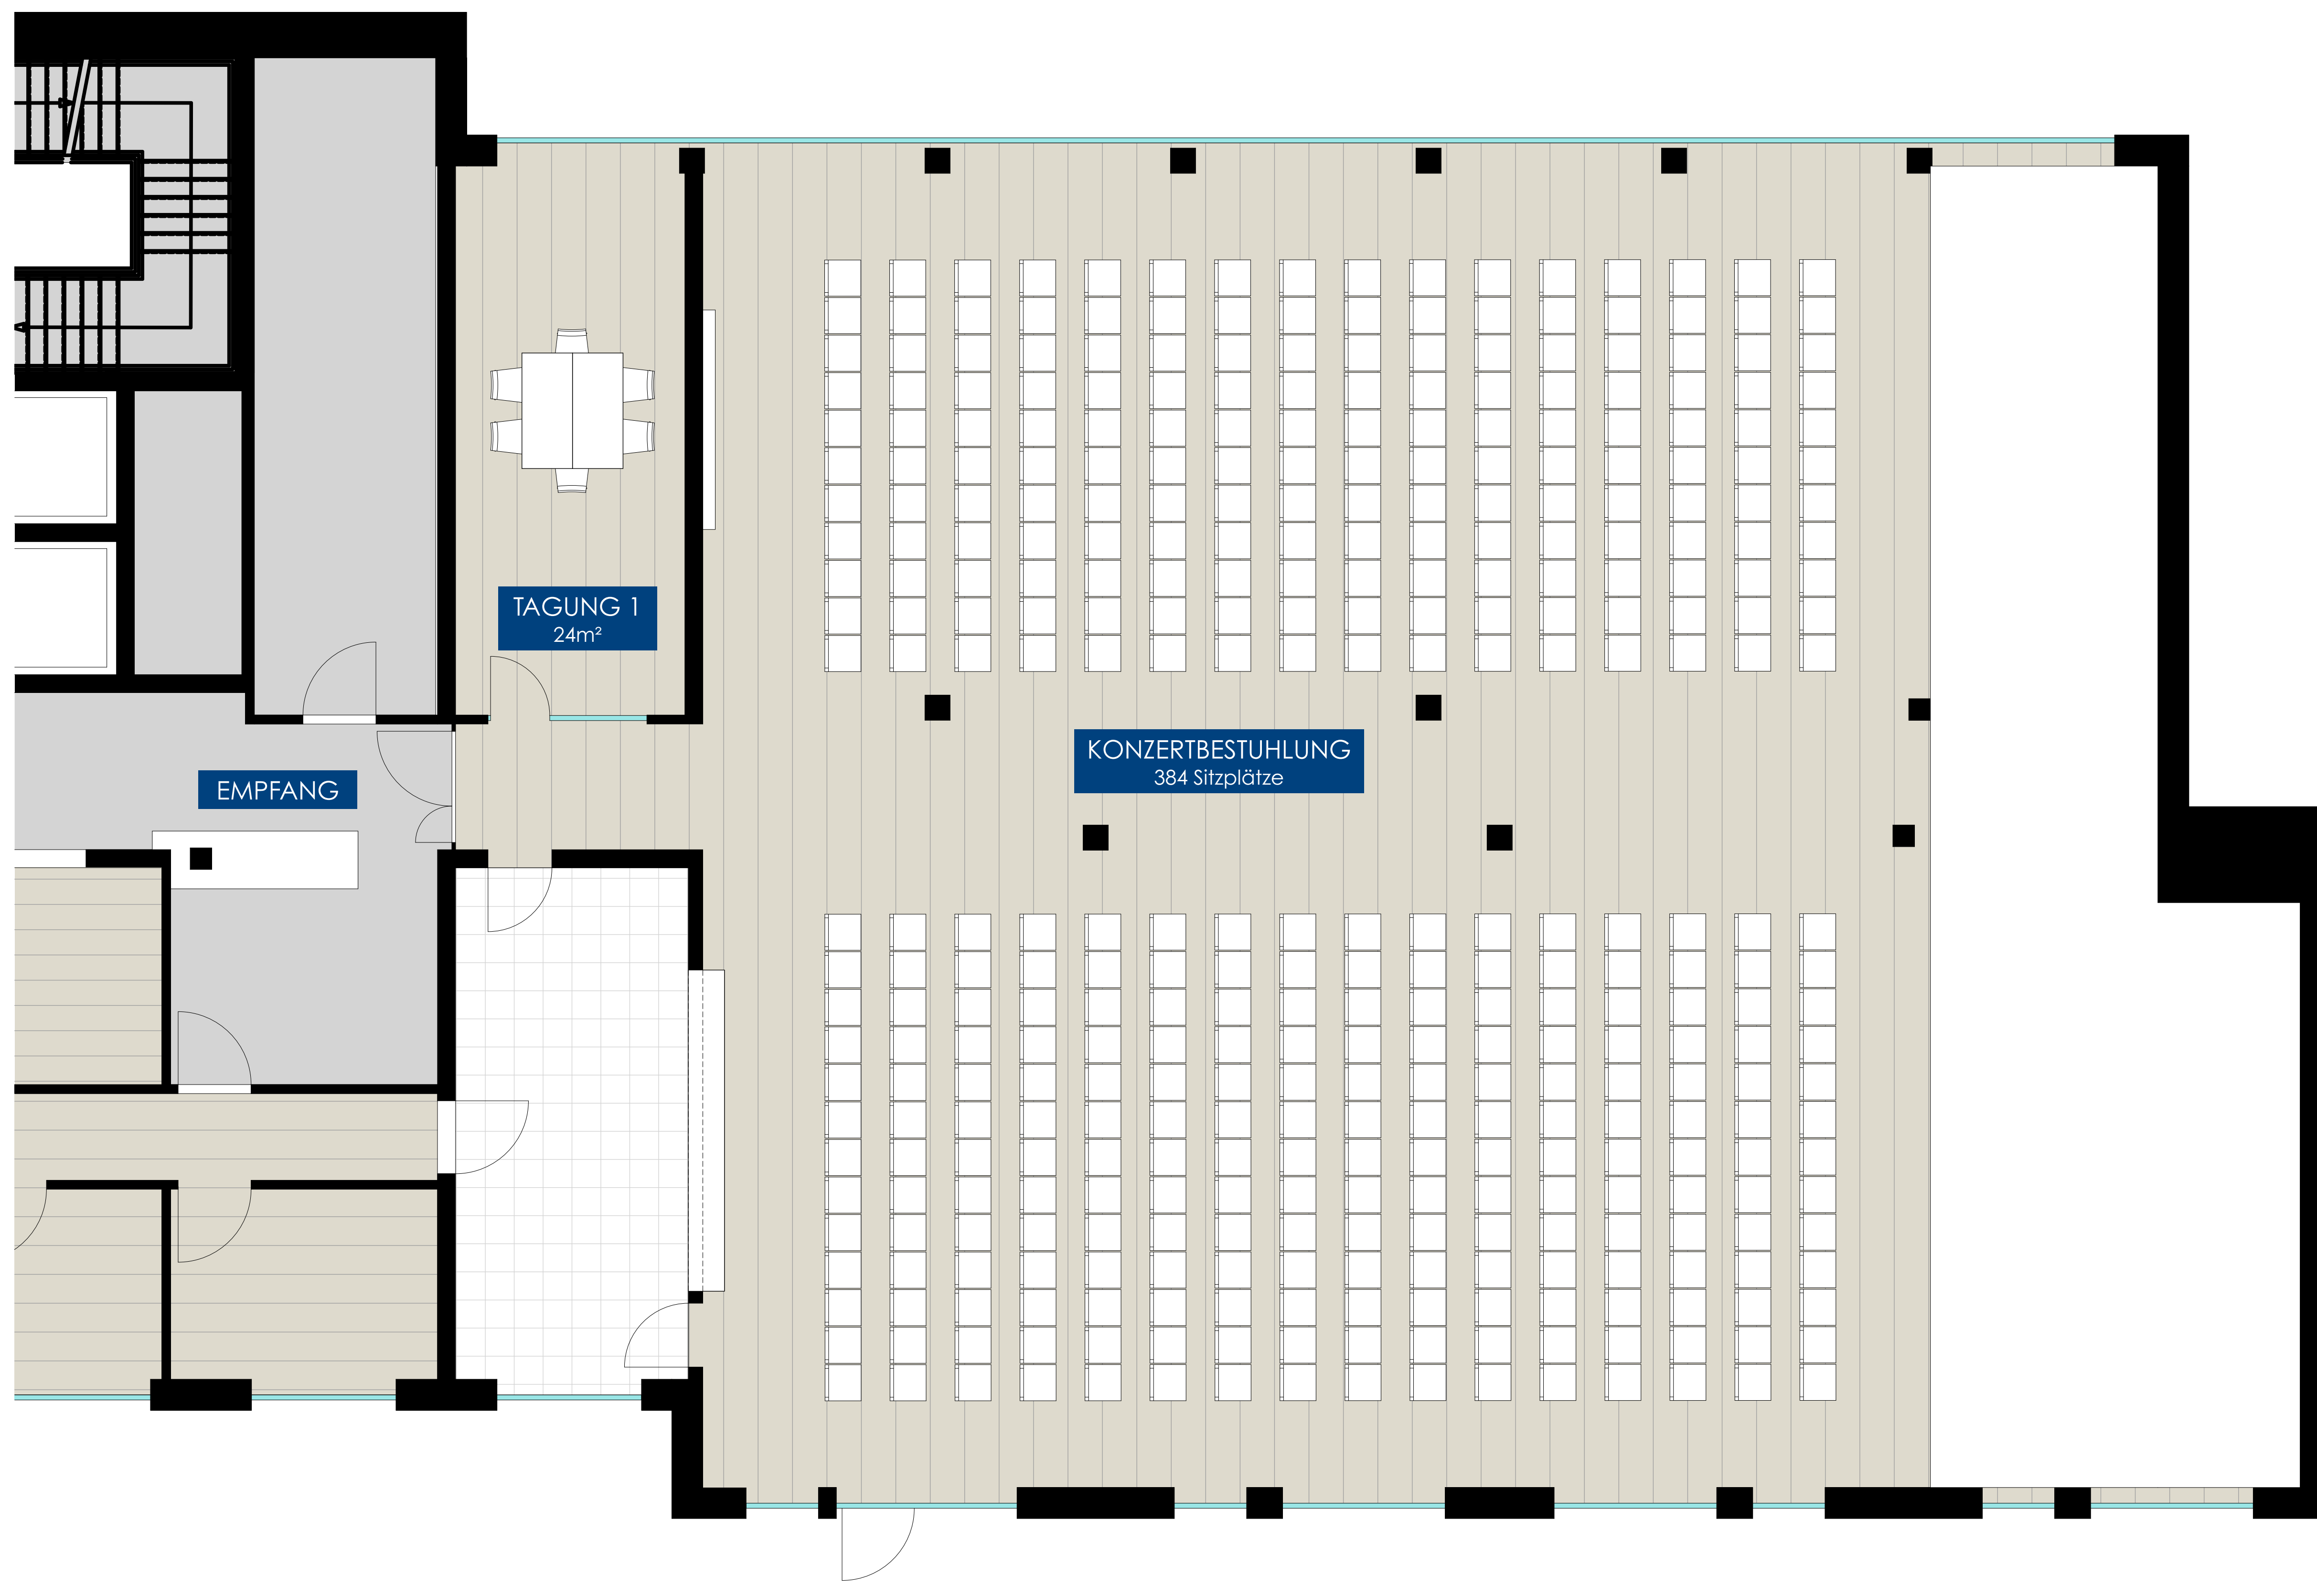 TAGUNG 1
24m²
KONZERTBESTUHLUNG
384 Sitzplätze
EMPFANG